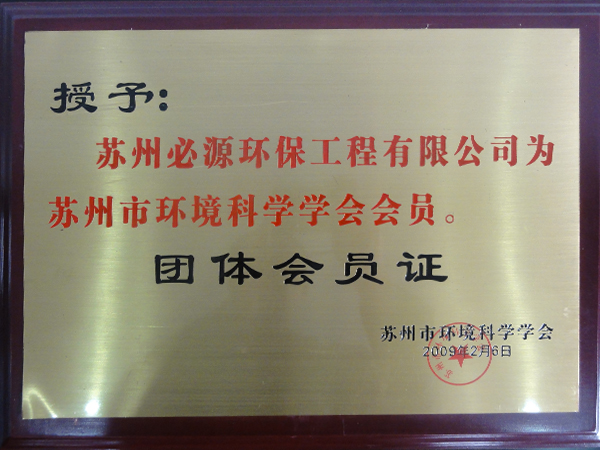 授予:
苏州必源环保工程有限公司为
苏州市环境科学学会会员。
团体会员证
苏州市环境科学学会
2009年2月6日